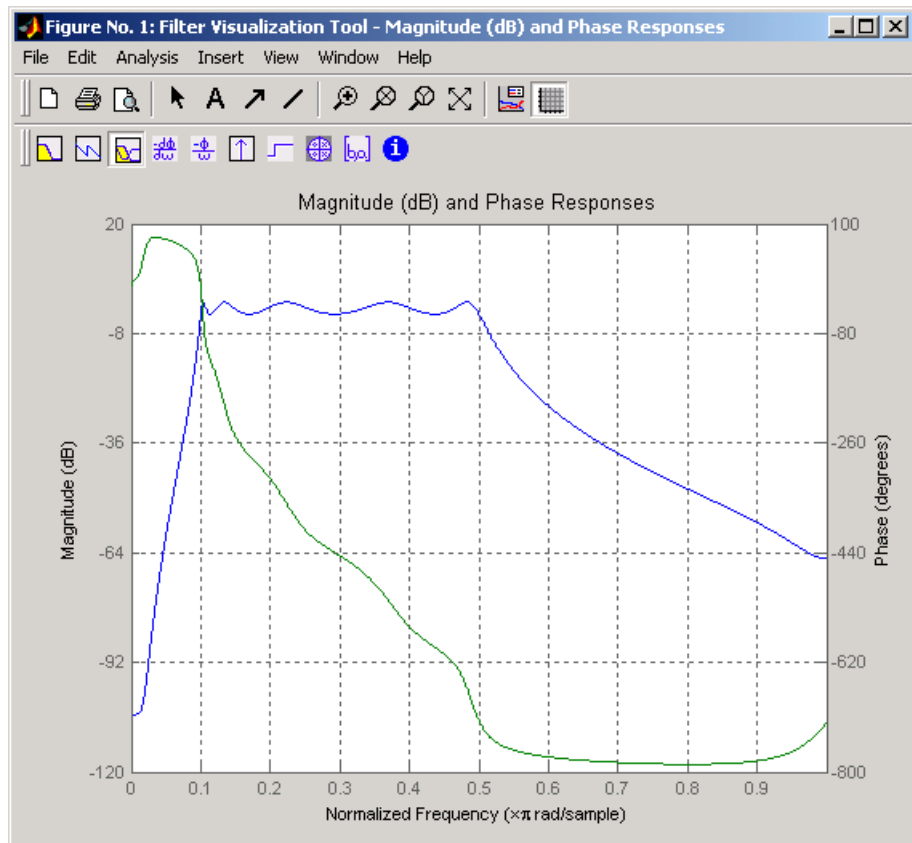 Figure No. 1: Filter Visualization Tool - Magnitude (dB) and Phase Responses
File Edit Analysis Insert View Window Help
A
-dϕ/dω -ϕ/ω [b,a] i
Magnitude (dB) and Phase Responses
20 100
-8 -80
-36 -260
-64 -440
-92 -620
-120 -800
Magnitude (dB)
Phase (degrees)
0 0.1 0.2 0.3 0.4 0.5 0.6 0.7 0.8 0.9
Normalized Frequency (×π rad/sample)